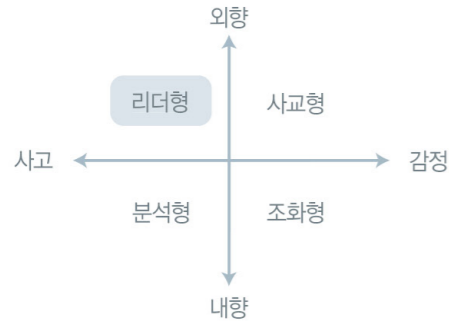 외향
리더형 사교형
사고 감정
분석형 조화형
내향